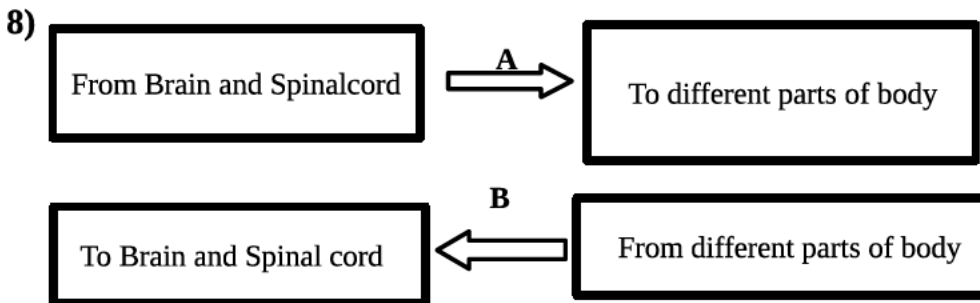 8)
From Brain and Spinalcord
A
To different parts of body
To Brain and Spinal cord
B
From different parts of body